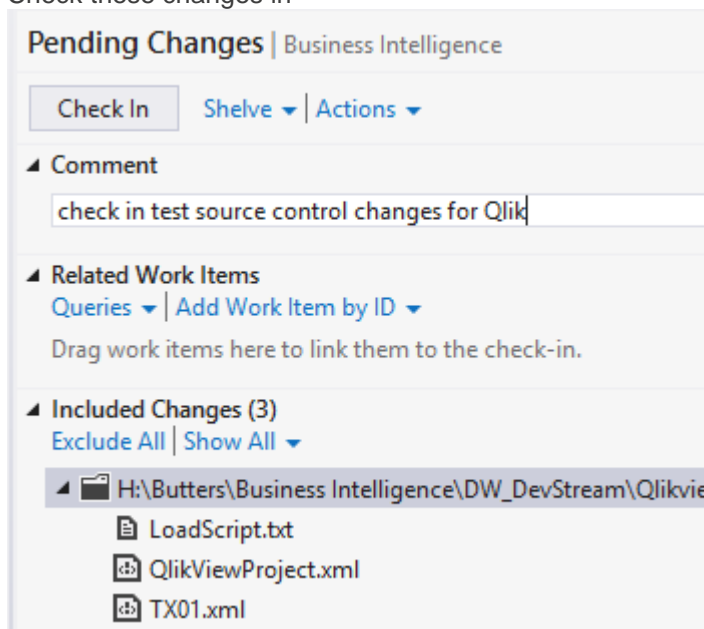 Check these changes in
Pending Changes | Business Intelligence
Check In Shelve Actions
Comment
check in test source control changes for Qlik
Related Work Items
Queries Add Work Item by ID
Drag work items here to link them to the check-in.
Included Changes (3)
Exclude All Show All
H:\Butters\Business Intelligence\DW_DevStream\Qlikvie
LoadScript.txt
QlikViewProject.xml
TX01.xml